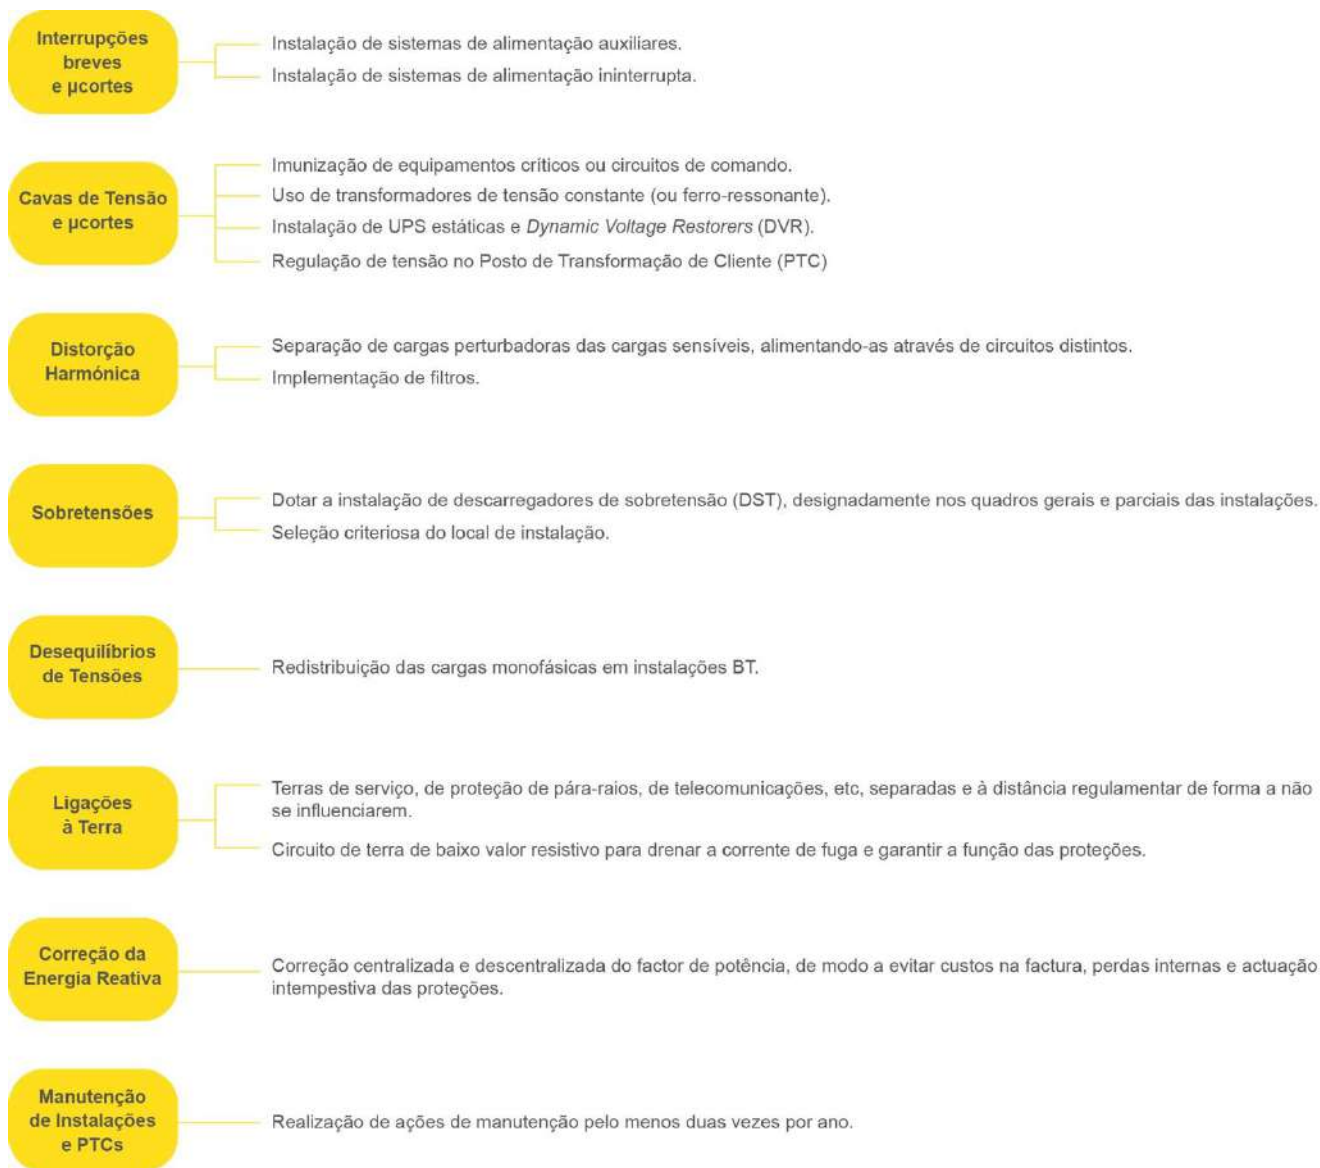 Interrupções
breves
e µcortes
Instalação de sistemas de alimentação auxiliares.
Instalação de sistemas de alimentação ininterrupta.
Cavas de Tensão
e µcortes
Imunização de equipamentos críticos ou circuitos de comando.
Uso de transformadores de tensão constante (ou ferro-ressonante).
Instalação de UPS estáticas e Dynamic Voltage Restorers (DVR).
Regulação de tensão no Posto de Transformação de Cliente (PTC)
Distorção
Harmónica
Separação de cargas perturbadoras das cargas sensíveis, alimentando-as através de circuitos distintos.
Implementação de filtros.
Sobretensões
Dotar a instalação de descarregadores de sobretensão (DST), designadamente nos quadros gerais e parciais das instalações.
Seleção criteriosa do local de instalação.
Desequilíbrios
de Tensões
Redistribuição das cargas monofásicas em instalações BT.
Ligações
à Terra
Terras de serviço, de proteção de pára-raios, de telecomunicações, etc, separadas e à distância regulamentar de forma a não
se influenciarem.
Circuito de terra de baixo valor resistivo para drenar a corrente de fuga e garantir a função das proteções.
Correção da
Energia Reativa
Correção centralizada e descentralizada do factor de potência, de modo a evitar custos na factura, perdas internas e actuação
intempestiva das proteções.
Manutenção
de Instalações
e PTCs
Realização de ações de manutenção pelo menos duas vezes por ano.